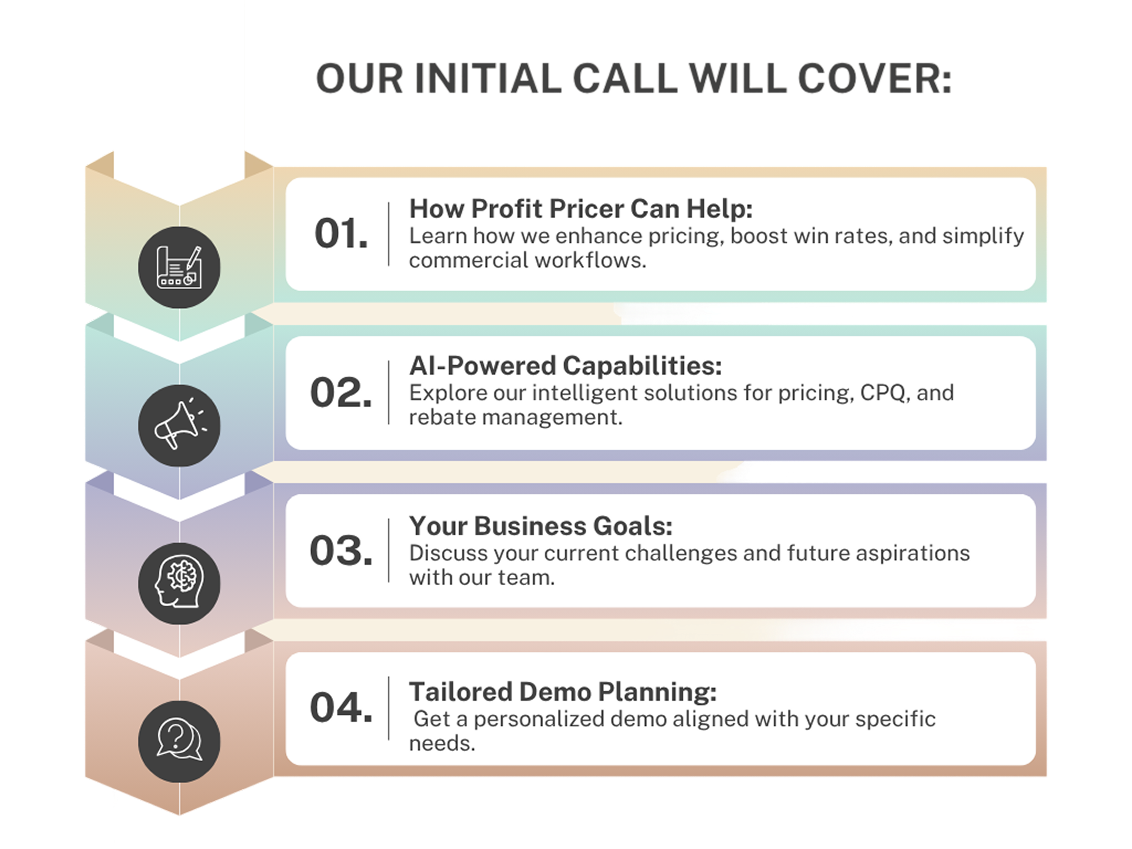 OUR INITIAL CALL WILL COVER:
01.
How Profit Pricer Can Help:
Learn how we enhance pricing, boost win rates, and simplify
commercial workflows.
02.
AI-Powered Capabilities:
Explore our intelligent solutions for pricing, CPQ, and
rebate management.
03.
Your Business Goals:
Discuss your current challenges and future aspirations
with our team.
04.
Tailored Demo Planning:
Get a personalized demo aligned with your specific
needs.